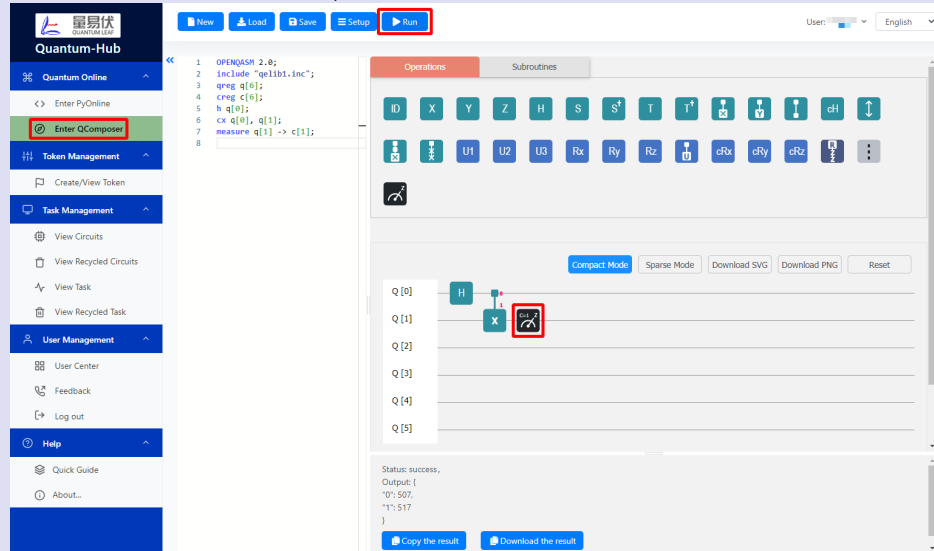 量易伏
QUANTUM LEAF
Quantum-Hub
Quantum Online
Enter PyOnline
Enter QComposer
Token Management
Create/View Token
Task Management
View Circuits
View Recycled Circuits
View Task
View Recycled Task
User Management
User Center
Feedback
Log out
Help
Quick Guide
About...
New Load Save Setup Run
User: English
1 OPENQASM 2.0;
2 include "qelib1.inc";
3 qreg q[6];
4 creg c[6];
5 h q[0];
6 cx q[0], q[1];
7 measure q[1] -> c[1];
8
Operations Subroutines
ID X Y Z H S S† T T† X Y cH
X U1 U2 U3 Rx Ry Rz U cRx cRy cRz R Z Z
Z
Compact Mode Sparse Mode Download SVG Download PNG Reset
Q [0] H 0
1
Q [1] X C=1 Z
Q [2]
Q [3]
Q [4]
Q [5]
Status: success,
Output: {
"0": 507,
"1": 517
}
Copy the result Download the result